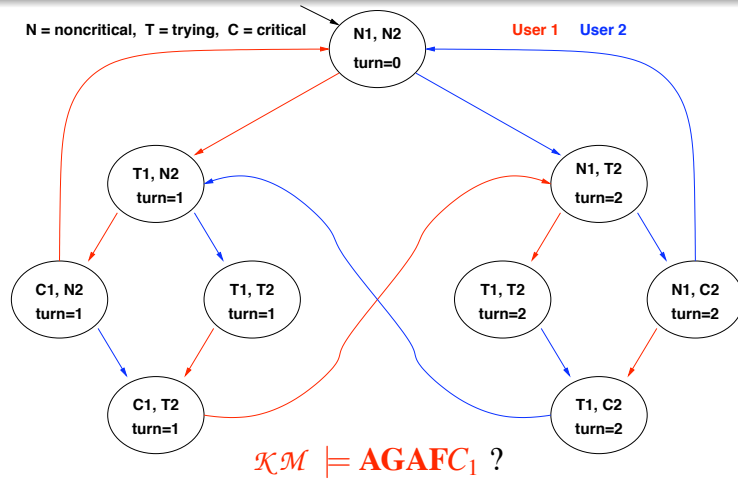 N = noncritical, T = trying, C = critical
User 1 User 2
N1, N2
turn=0
T1, N2
turn=1
N1, T2
turn=2
C1, N2
turn=1
T1, T2
turn=1
T1, T2
turn=2
N1, C2
turn=2
C1, T2
turn=1
T1, C2
turn=2
𝒦ℳ ⊨ AGAFC₁ ?